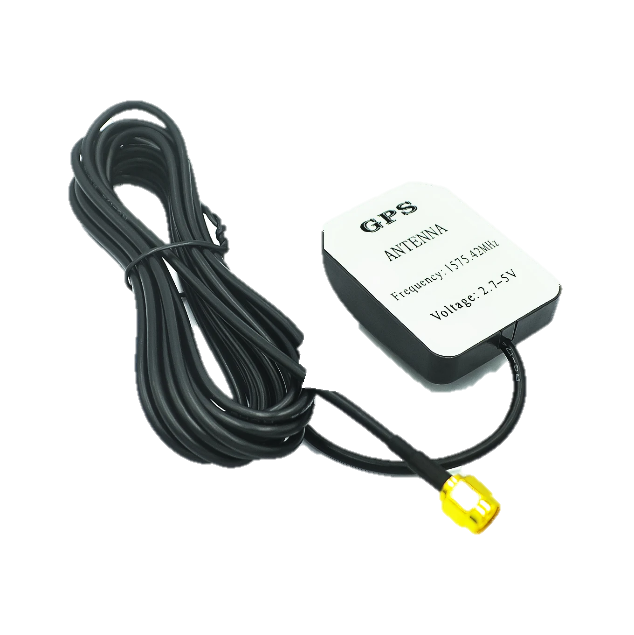 GPS
ANTENNA
Frequency: 1575.42MHz
Voltage: 2.7-5V